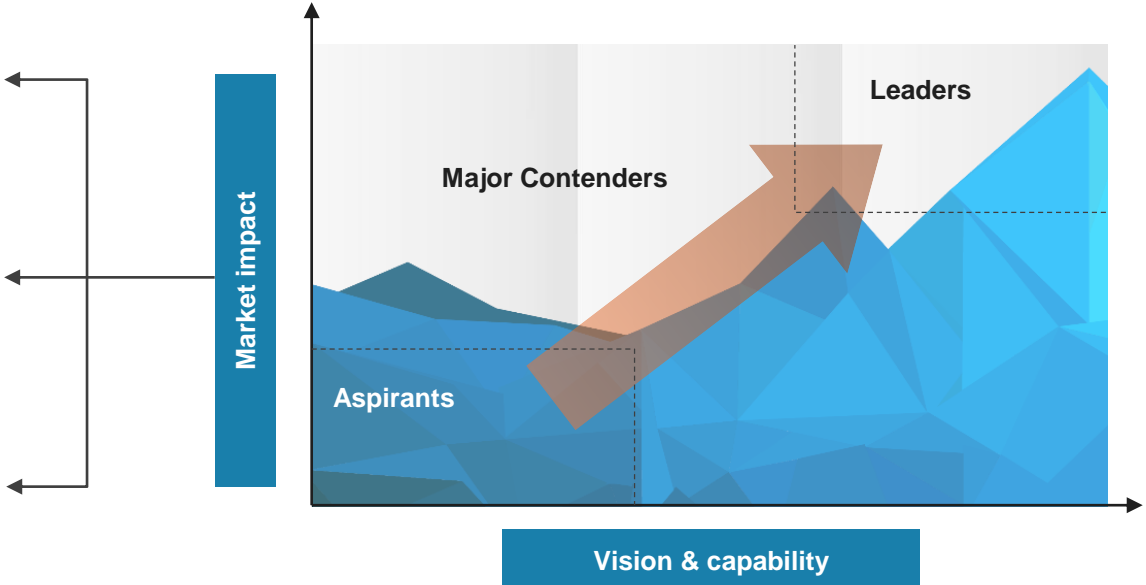 Leaders
Major Contenders
Market impact
Aspirants
Vision & capability